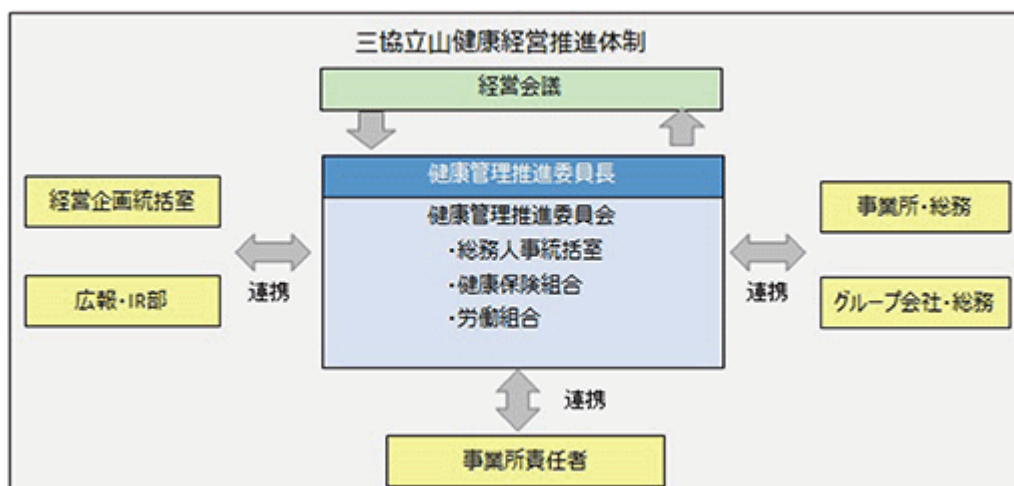 三協立山健康経営推進体制
経営会議
健康管理推進委員長
健康管理推進委員会
・総務人事統括室
・健康保険組合
・労働組合
経営企画統括室
広報・IR部
連携
事業所・総務
グループ会社・総務
連携
連携
事業所責任者